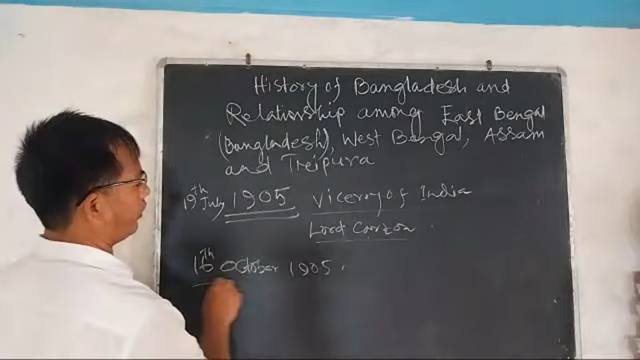 History of Bangladesh and
Relationship among East Bengal
(Bangladesh), West Bengal, Assam
and Treipura
19th July 1905 Viceroy of India
Lord Curzon.
16th October 1905.